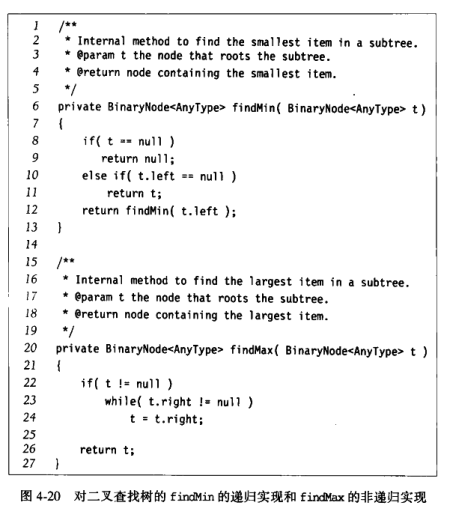 1 /**
2 * Internal method to find the smallest item in a subtree.
3 * @param t the node that roots the subtree.
4 * @return node containing the smallest item.
5 */
6 private BinaryNode<AnyType> findMin( BinaryNode<AnyType> t)
7 {
8 if( t == null )
9 return null;
10 else if( t.left == null )
11 return t;
12 return findMin( t.left );
13 }
14
15 /**
16 * Internal method to find the largest item in a subtree.
17 * @param t the node that roots the subtree.
18 * @return node containing the largest item.
19 */
20 private BinaryNode<AnyType> findMax( BinaryNode<AnyType> t )
21 {
22 if( t != null )
23 while( t.right != null )
24 t = t.right;
25
26 return t;
27 }
图 4-20 对二叉查找树的 findMin 的递归实现和 findMax 的非递归实现